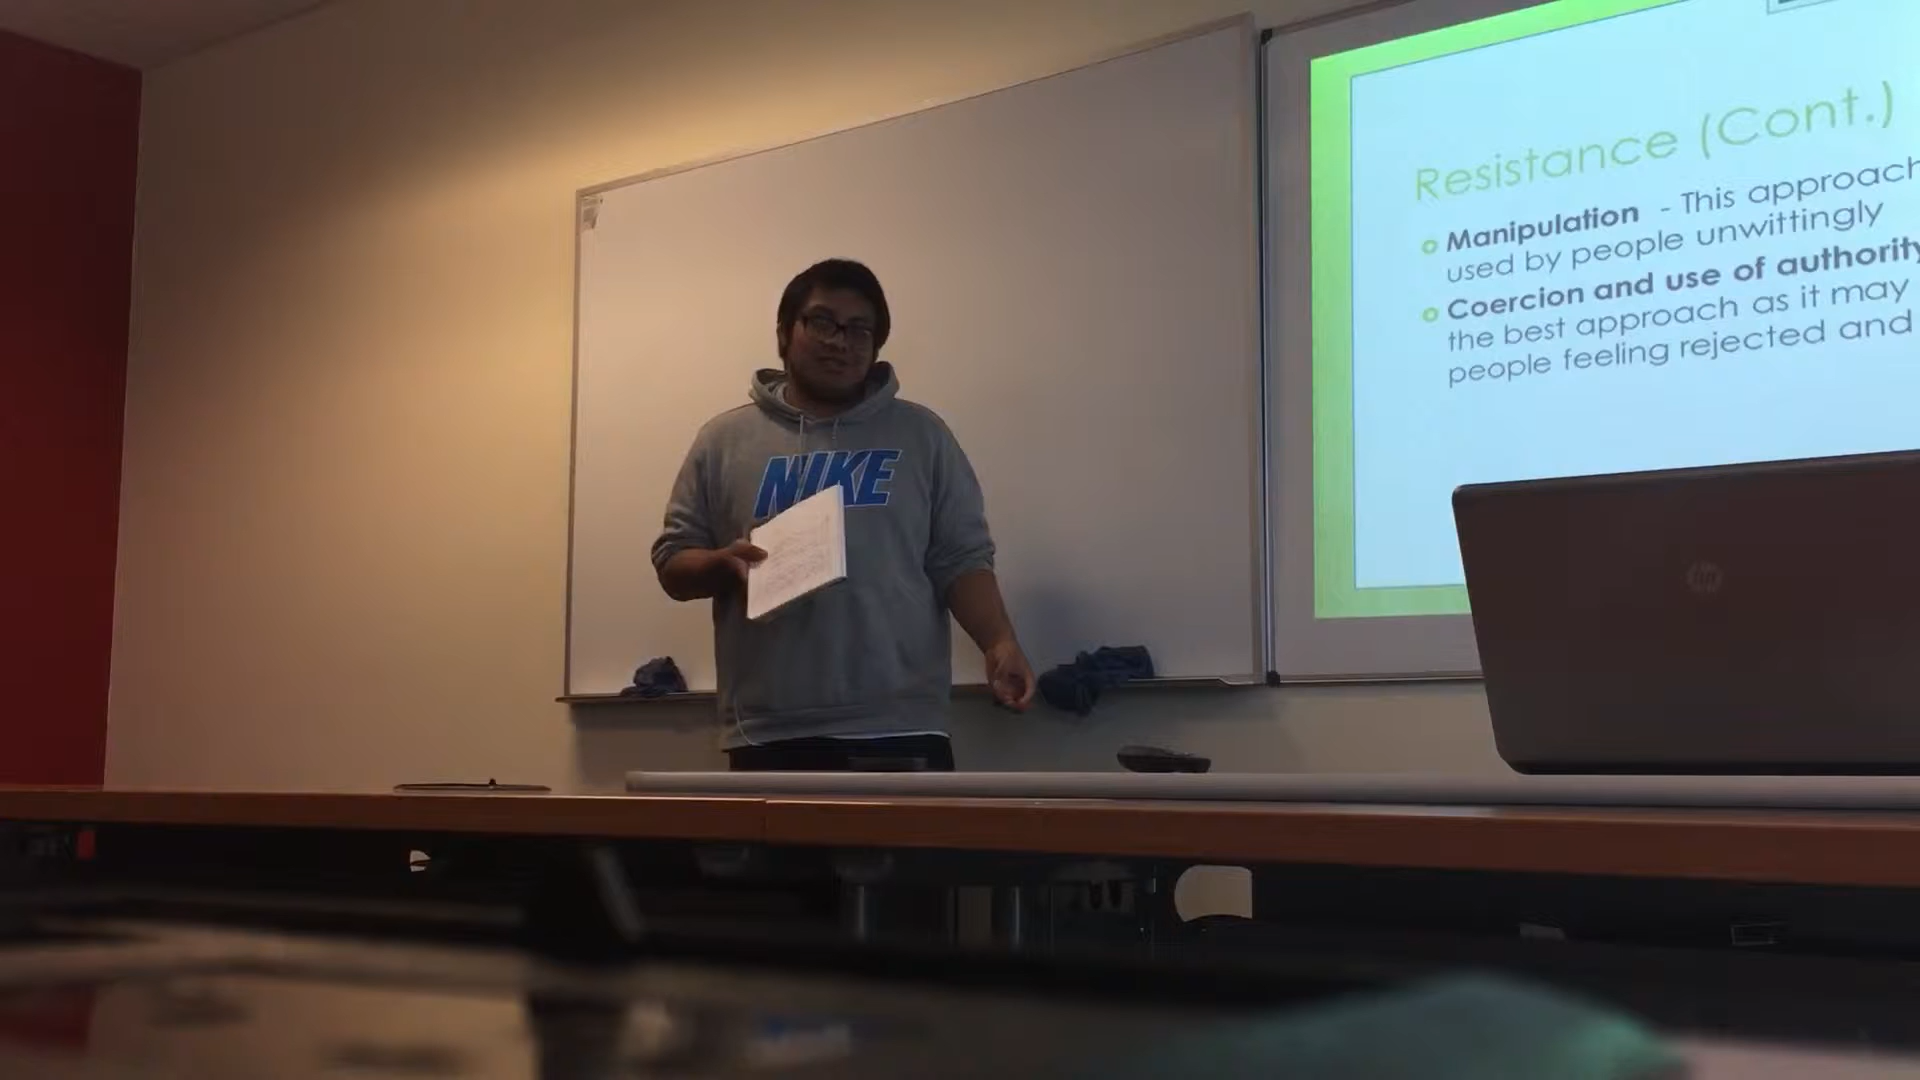 Resistance (Cont.)
Manipulation - This approach
used by people unwittingly
Coercion and use of authority
the best approach as it may
people feeling rejected and
NIKE
hp